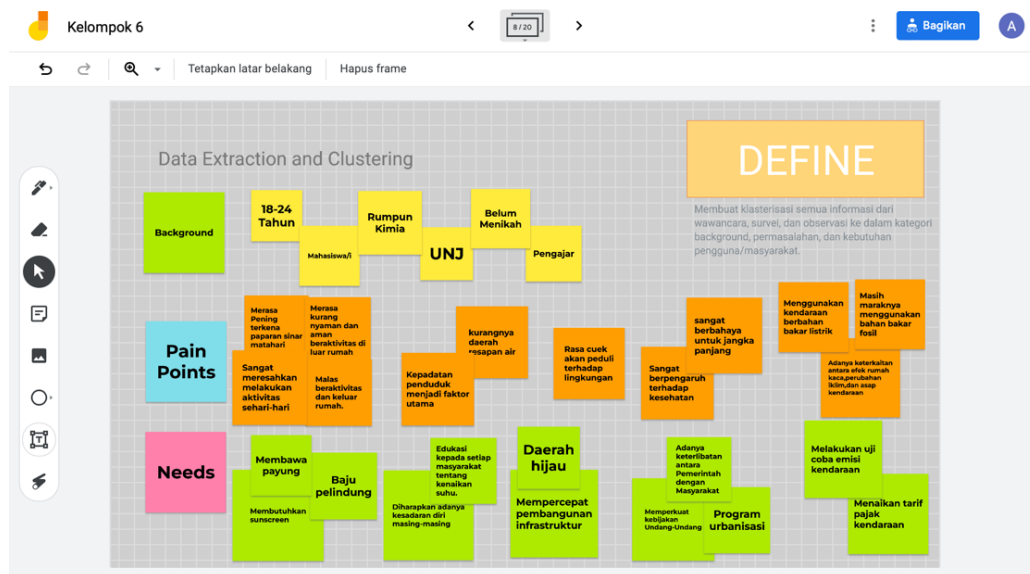 Kelompok 6
8 / 20
Bagikan
A
Tetapkan latar belakang
Hapus frame
Data Extraction and Clustering
DEFINE
Membuat klasterisasi semua informasi dari
wawancara, survei, dan observasi ke dalam kategori
background, permasalahan, dan kebutuhan
pengguna/masyarakat.
Background
18-24
Tahun
Mahasiswa/i
Rumpun
Kimia
UNJ
Belum
Menikah
Pengajar
Pain
Points
Merasa
Pening
terkena
paparan sinar
matahari
Merasa
kurang
nyaman dan
aman
beraktivitas di
luar rumah
Sangat
meresahkan
melakukan
aktivitas
sehari-hari
Malas
beraktivitas
dan keluar
rumah.
kurangnya
daerah
resapan air
Kepadatan
penduduk
menjadi faktor
utama
Rasa cuek
akan peduli
terhadap
lingkungan
sangat
berbahaya
untuk jangka
panjang
Sangat
berpengaruh
terhadap
kesehatan
Menggunakan
kendaraan
berbahan
bakar listrik
Masih
maraknya
menggunakan
bahan bakar
fosil
Adanya keterkaitan
antara efek rumah
kaca,perubahan
iklim,dan asap
kendaraan
Needs
Membawa
payung
Baju
pelindung
Membutuhkan
sunscreen
Edukasi
kepada setiap
masyarakat
tentang
kenaikan
suhu.
Diharapkan adanya
kesadaran diri
masing-masing
Daerah
hijau
Mempercepat
pembangunan
infrastruktur
Adanya
keterlibatan
antara
Pemerintah
dengan
Masyarakat
Memperkuat
kebijakan
Undang-Undang
Program
urbanisasi
Melakukan uji
coba emisi
kendaraan
Menaikan tarif
pajak
kendaraan